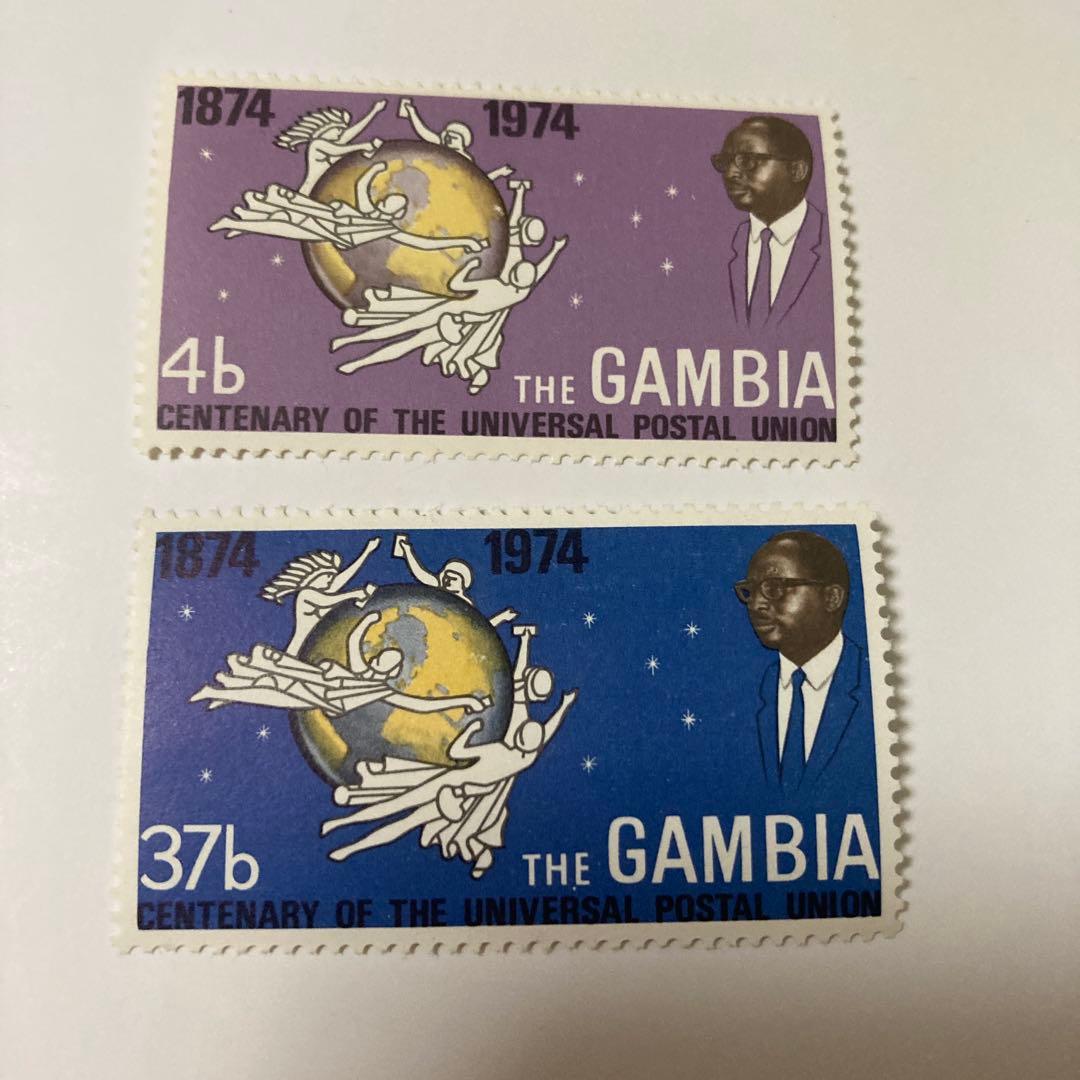 1874 1974
4b
THE GAMBIA
CENTENARY OF THE UNIVERSAL POSTAL UNION
1874 1974
37b
THE GAMBIA
CENTENARY OF THE UNIVERSAL POSTAL UNION